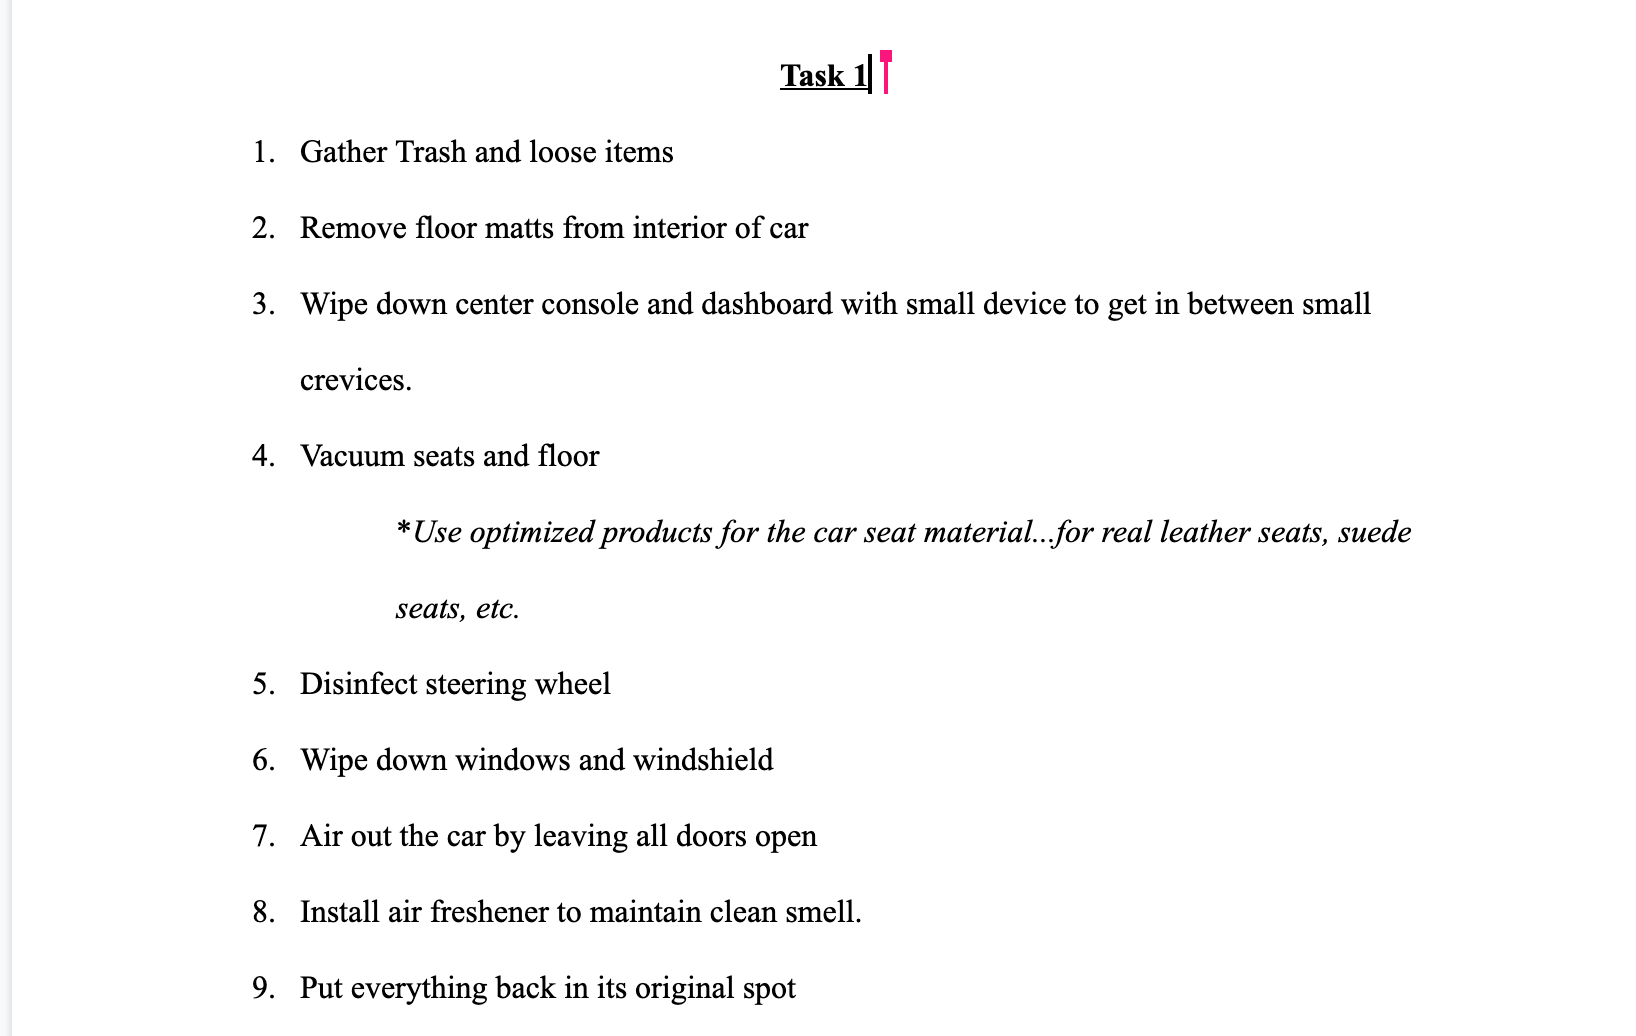 Task 1
1. Gather Trash and loose items
2. Remove floor matts from interior of car
3. Wipe down center console and dashboard with small device to get in between small
crevices.
4. Vacuum seats and floor
*Use optimized products for the car seat material...for real leather seats, suede
seats, etc.
5. Disinfect steering wheel
6. Wipe down windows and windshield
7. Air out the car by leaving all doors open
8. Install air freshener to maintain clean smell.
9. Put everything back in its original spot